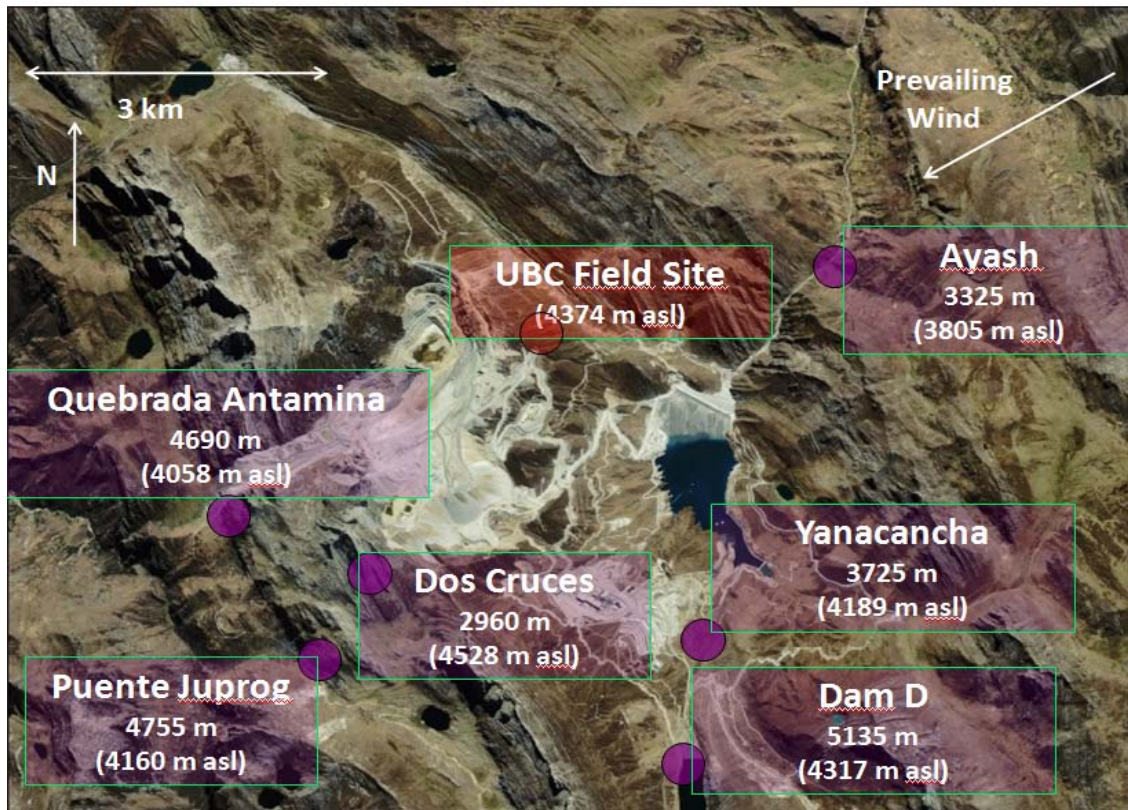 3 km
N
Prevailing
Wind
UBC Field Site
(4374 m asl)
Ayash
3325 m
(3805 m asl)
Quebrada Antamina
4690 m
(4058 m asl)
Dos Cruces
2960 m
(4528 m asl)
Yanacancha
3725 m
(4189 m asl)
Puente Juprog
4755 m
(4160 m asl)
Dam D
5135 m
(4317 m asl)